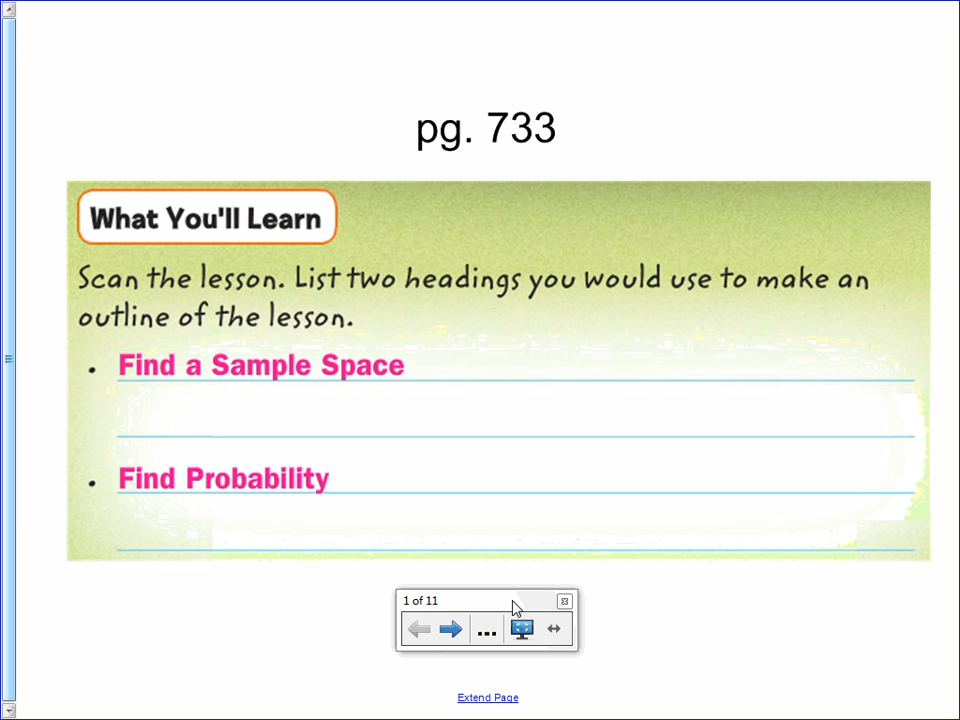 pg. 733
What You'll Learn
Scan the lesson. List two headings you would use to make an
outline of the lesson.
• Find a Sample Space
• Find Probability
1 of 11
...
Extend Page